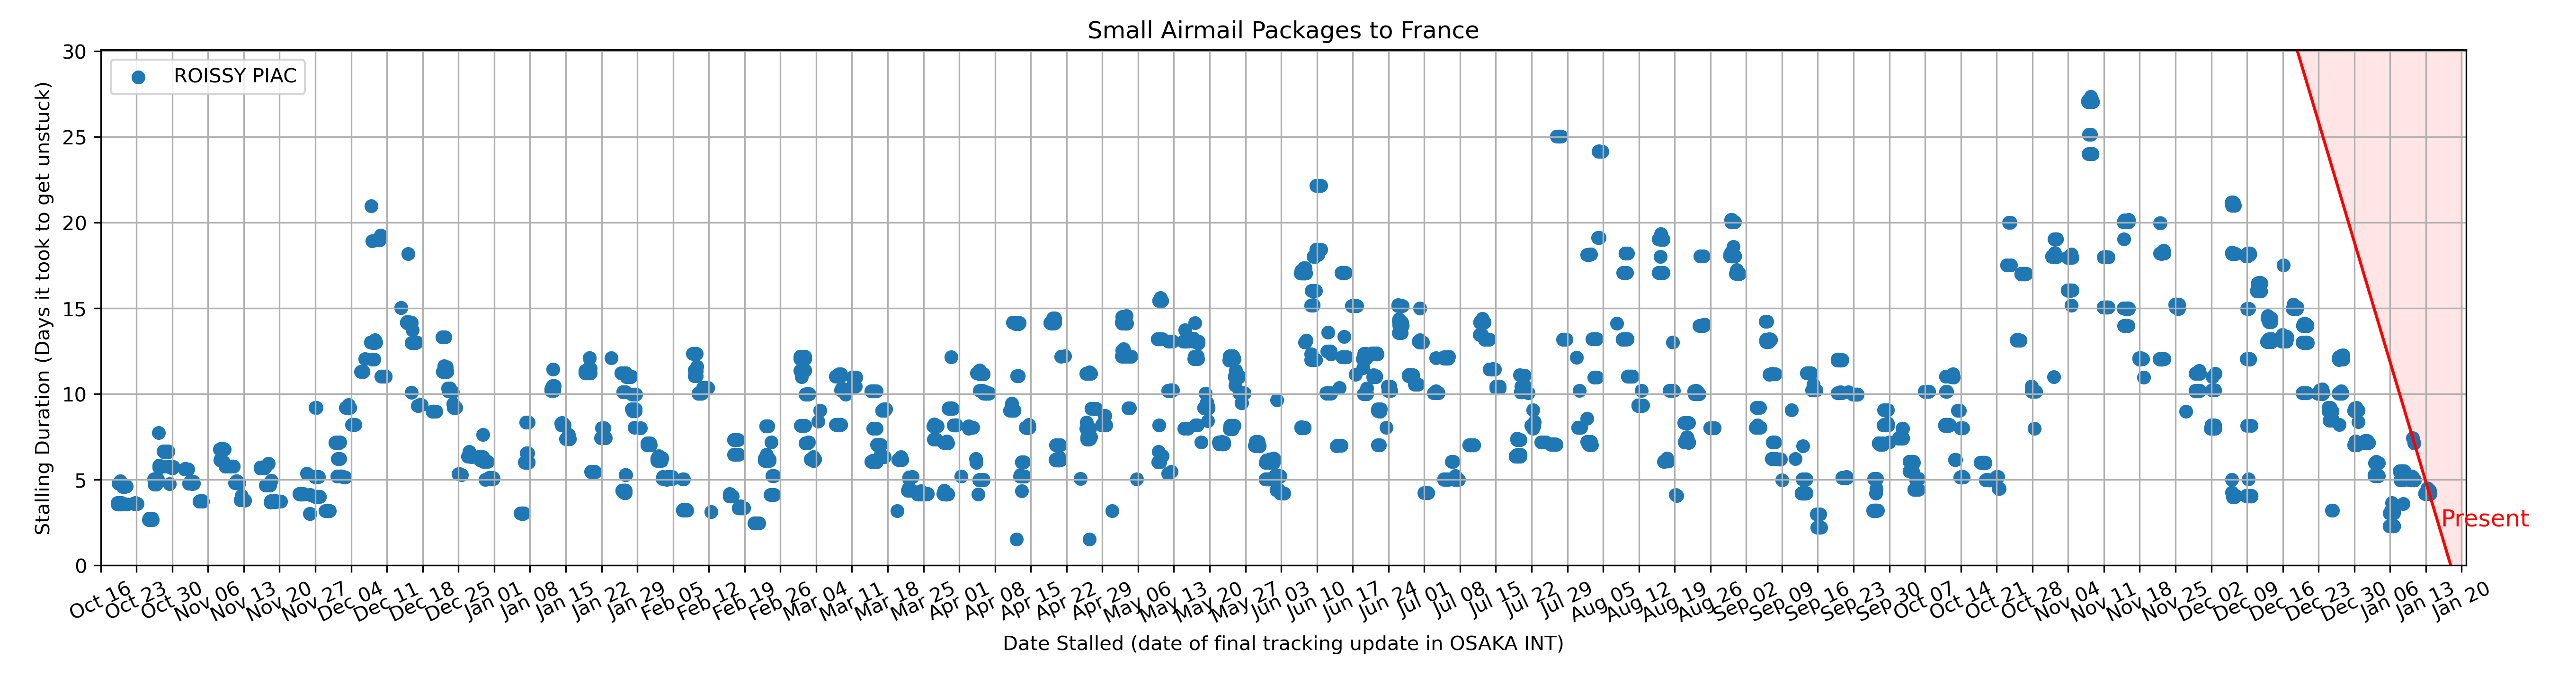 Small Airmail Packages to France
30
ROISSY PIAC
25
20
15
10
5
0
Stalling Duration (Days it took to get unstuck)
Present
Oct 16 Oct 23 Oct 30 Nov 06 Nov 13 Nov 20 Nov 27 Dec 04 Dec 11 Dec 18 Dec 25 Jan 01 Jan 08 Jan 15 Jan 22 Jan 29 Feb 05 Feb 12 Feb 19 Feb 26 Mar 04 Mar 11 Mar 18 Mar 25 Apr 01 Apr 08 Apr 15 Apr 22 Apr 29 May 06 May 13 May 20 May 27 Jun 03 Jun 10 Jun 17 Jun 24 Jul 01 Jul 08 Jul 15 Jul 22 Jul 29 Aug 05 Aug 12 Aug 19 Aug 26 Sep 02 Sep 09 Sep 16 Sep 23 Sep 30 Oct 07 Oct 14 Oct 21 Oct 28 Nov 04 Nov 11 Nov 18 Nov 25 Dec 02 Dec 09 Dec 16 Dec 23 Dec 30 Jan 06 Jan 13 Jan 20
Date Stalled (date of final tracking update in OSAKA INT)